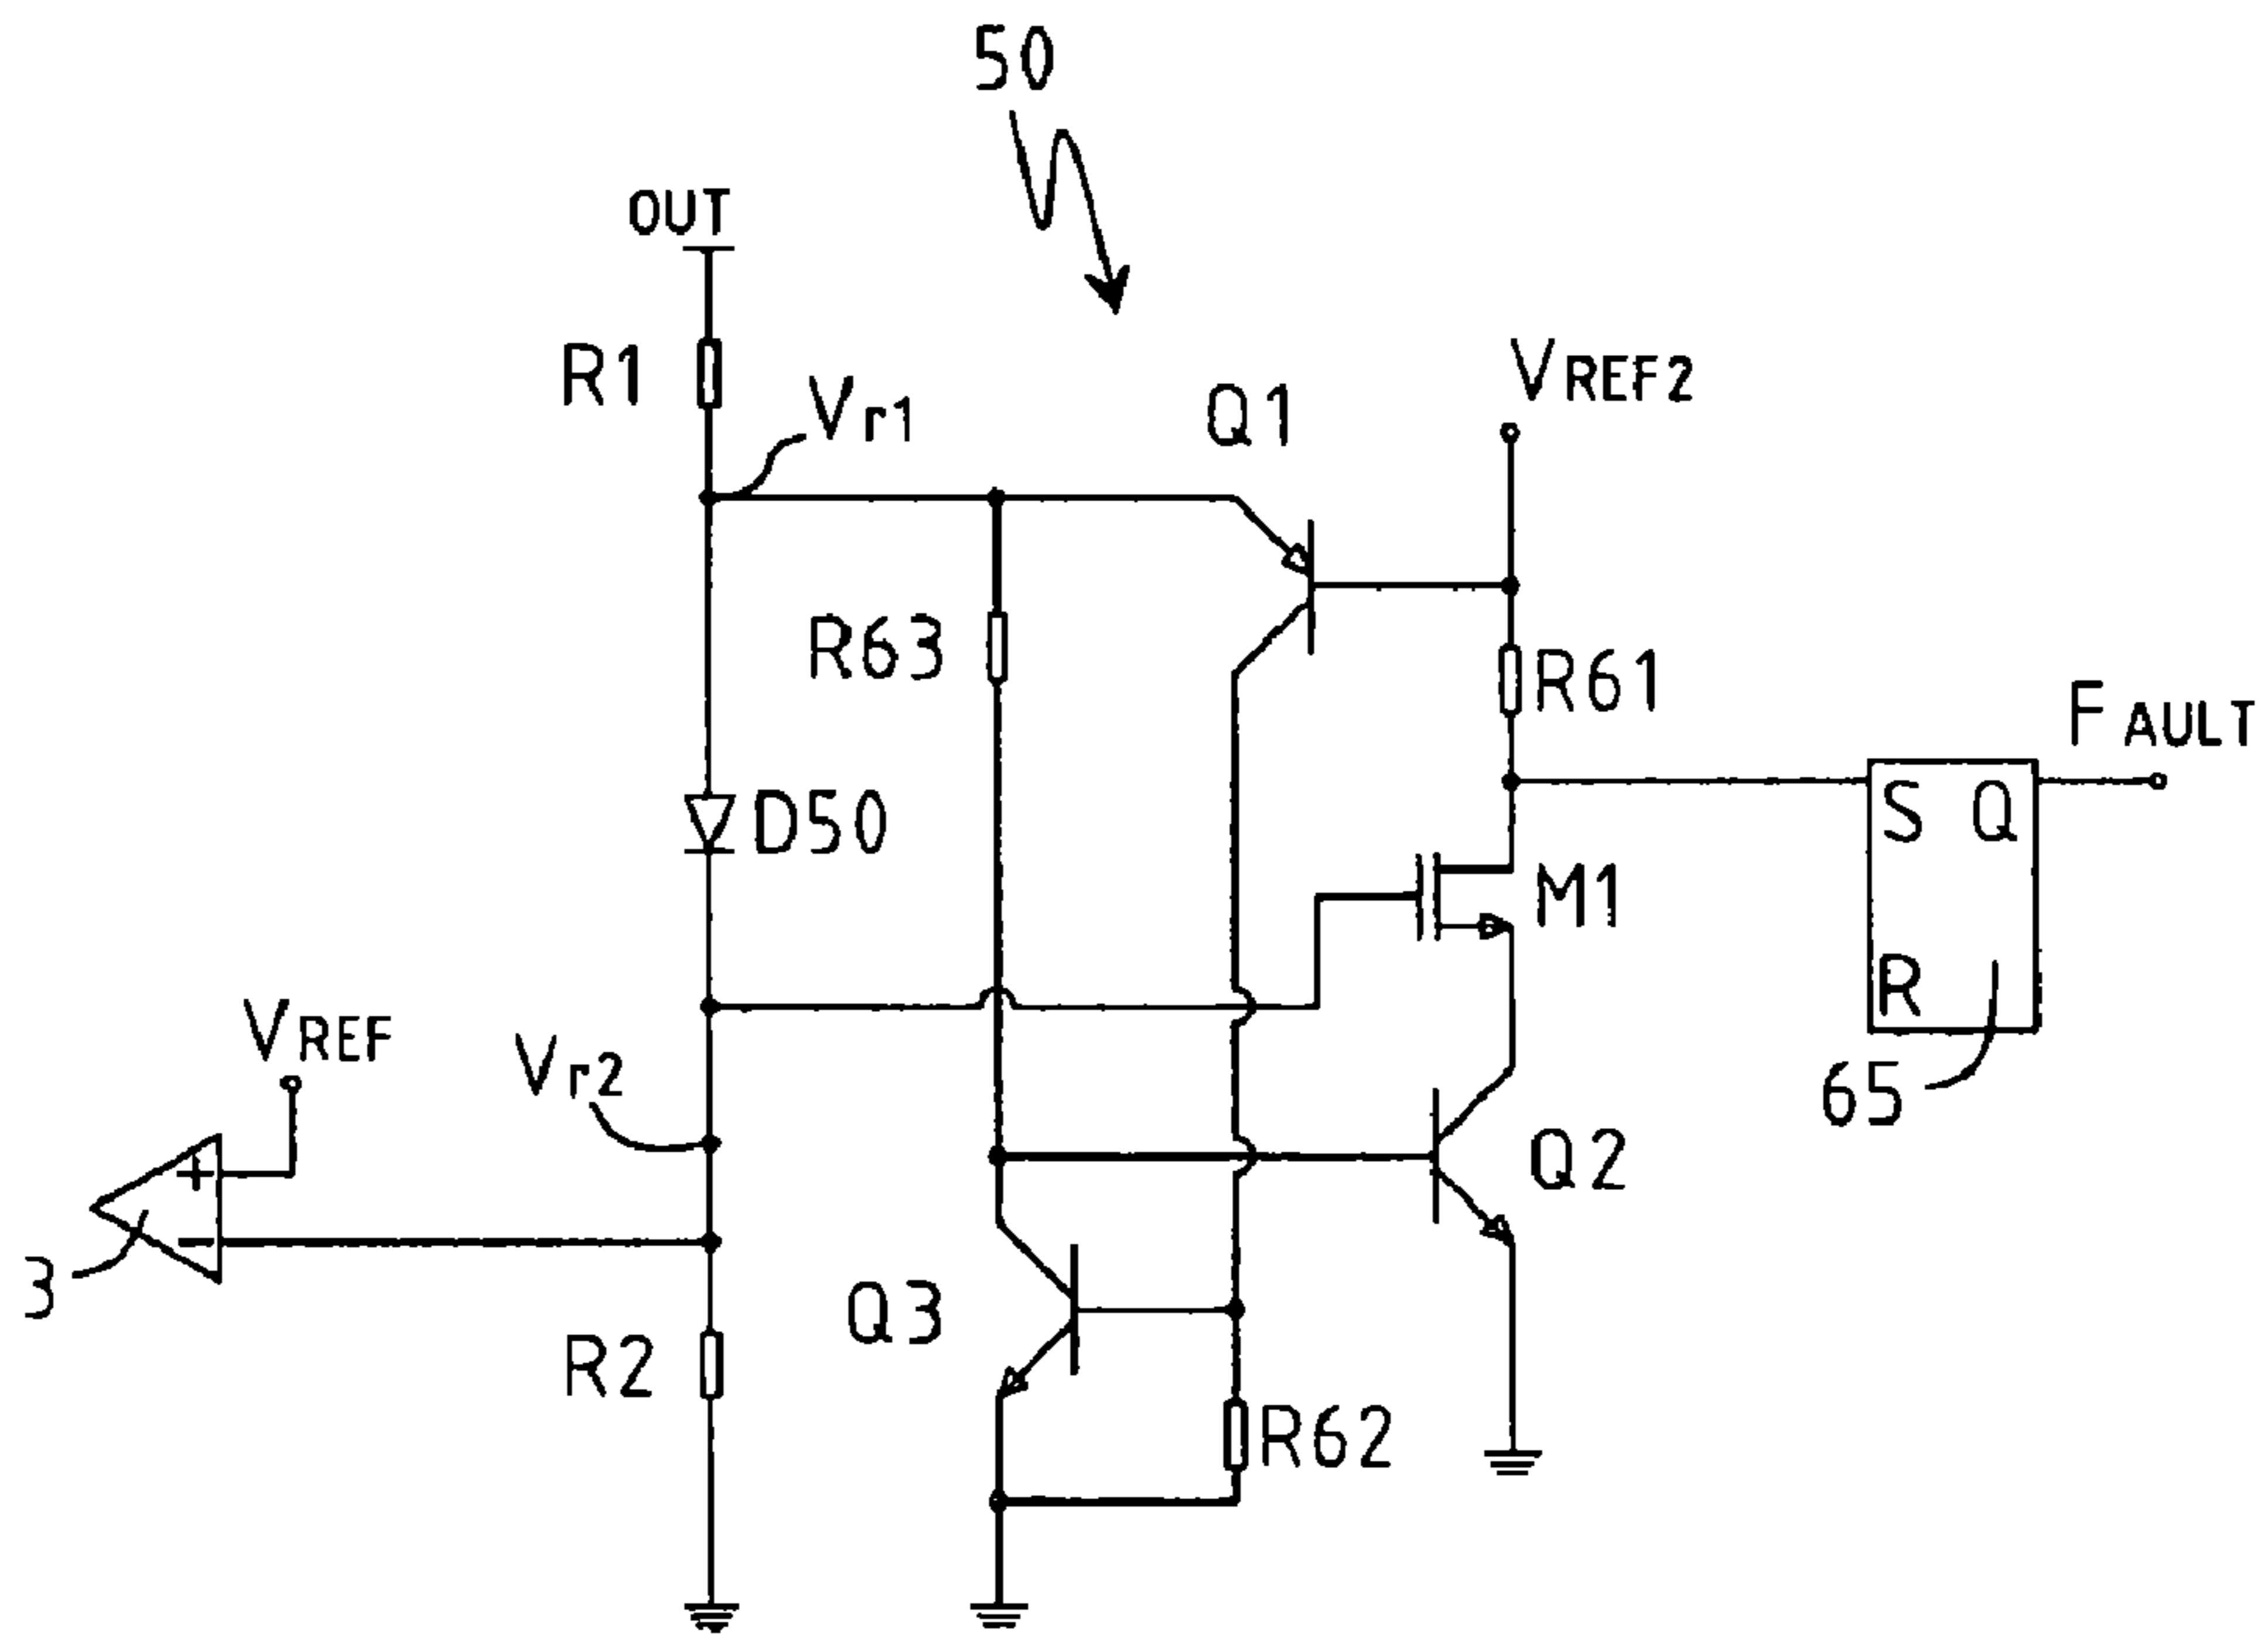 50
OUT
R1
Vr1
Q1
VREF2
R63
R61
FAULT
D50
S Q
M1
R
VREF
Vr2
65
+
Q2
−
3
Q3
R2
R62